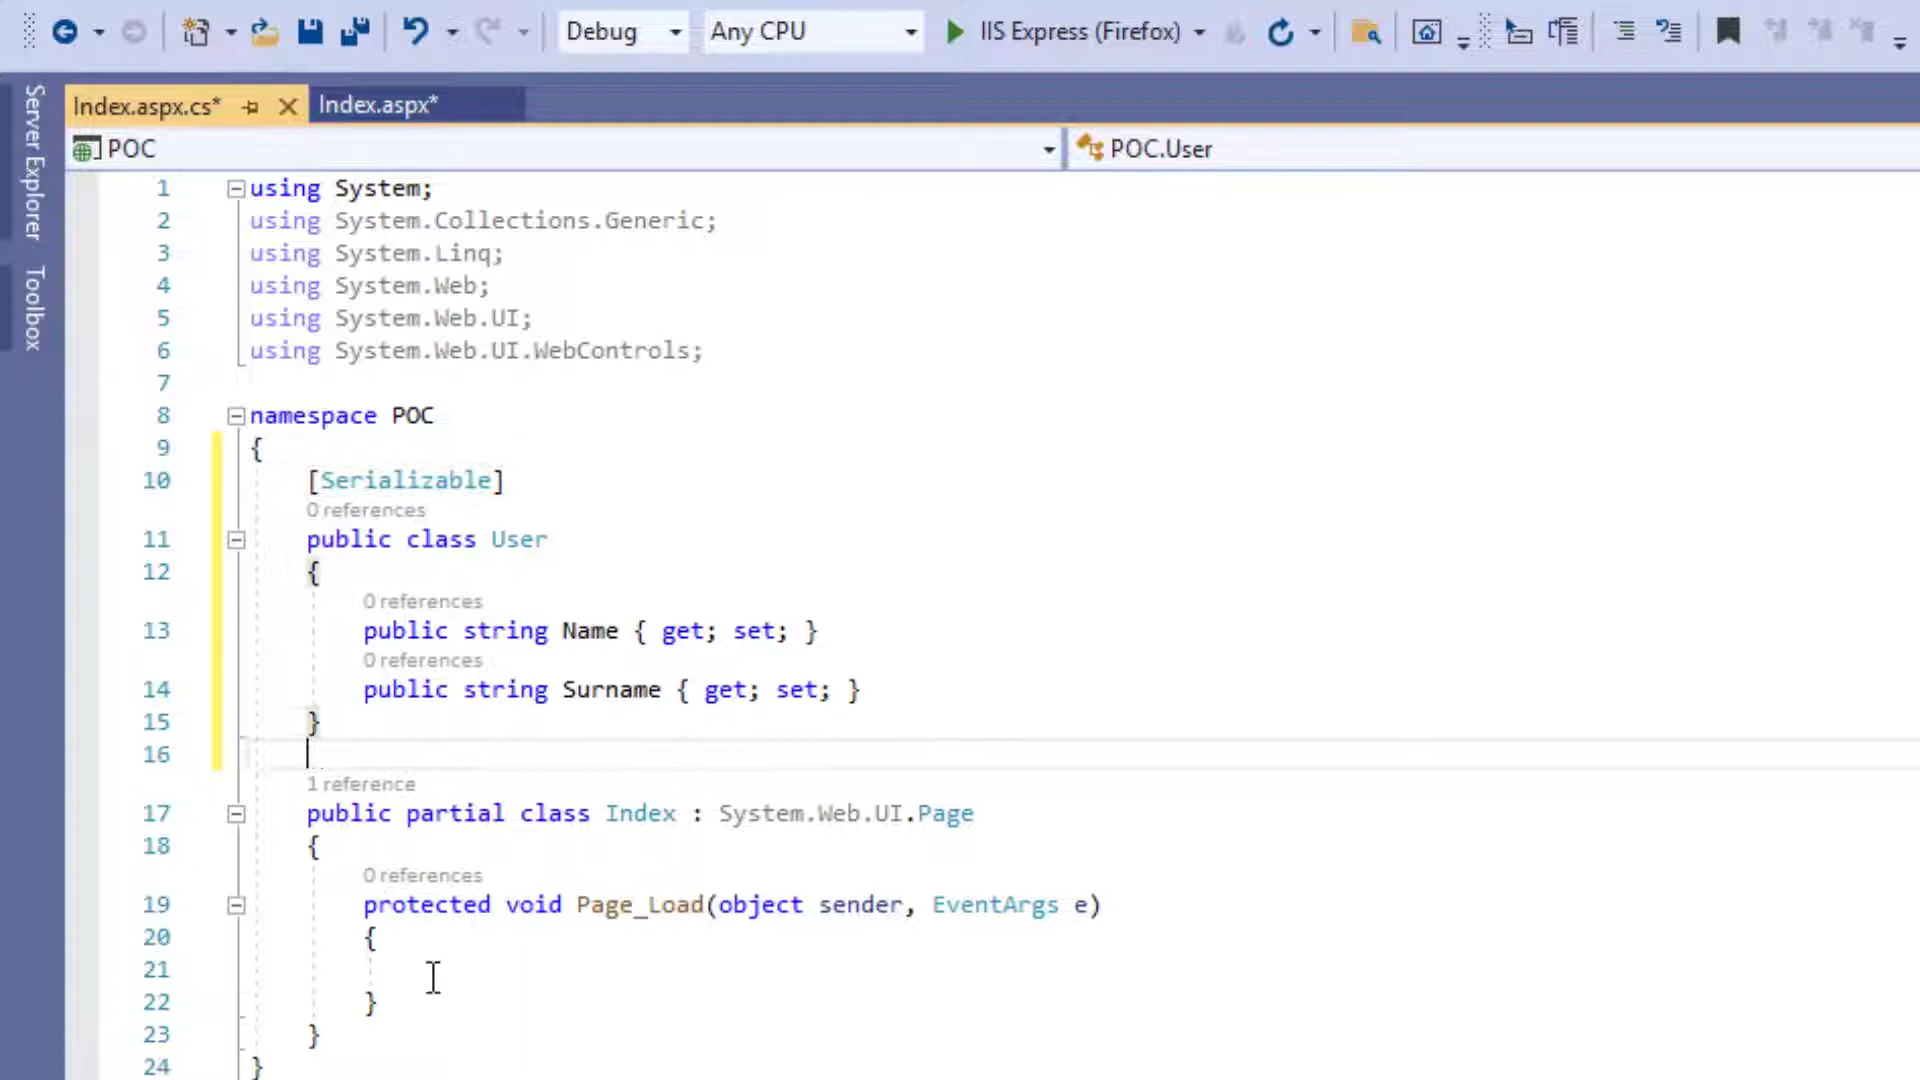 Debug Any CPU IIS Express (Firefox)
Server Explorer
Toolbox
Index.aspx.cs* Index.aspx*
POC POC.User
1 using System;
2 using System.Collections.Generic;
3 using System.Linq;
4 using System.Web;
5 using System.Web.UI;
6 using System.Web.UI.WebControls;
7
8 namespace POC
9 {
10 [Serializable]
0 references
11 public class User
12 {
0 references
13 public string Name { get; set; }
0 references
14 public string Surname { get; set; }
15 }
16
1 reference
17 public partial class Index : System.Web.UI.Page
18 {
0 references
19 protected void Page_Load(object sender, EventArgs e)
20 {
21
22 }
23 }
24 }